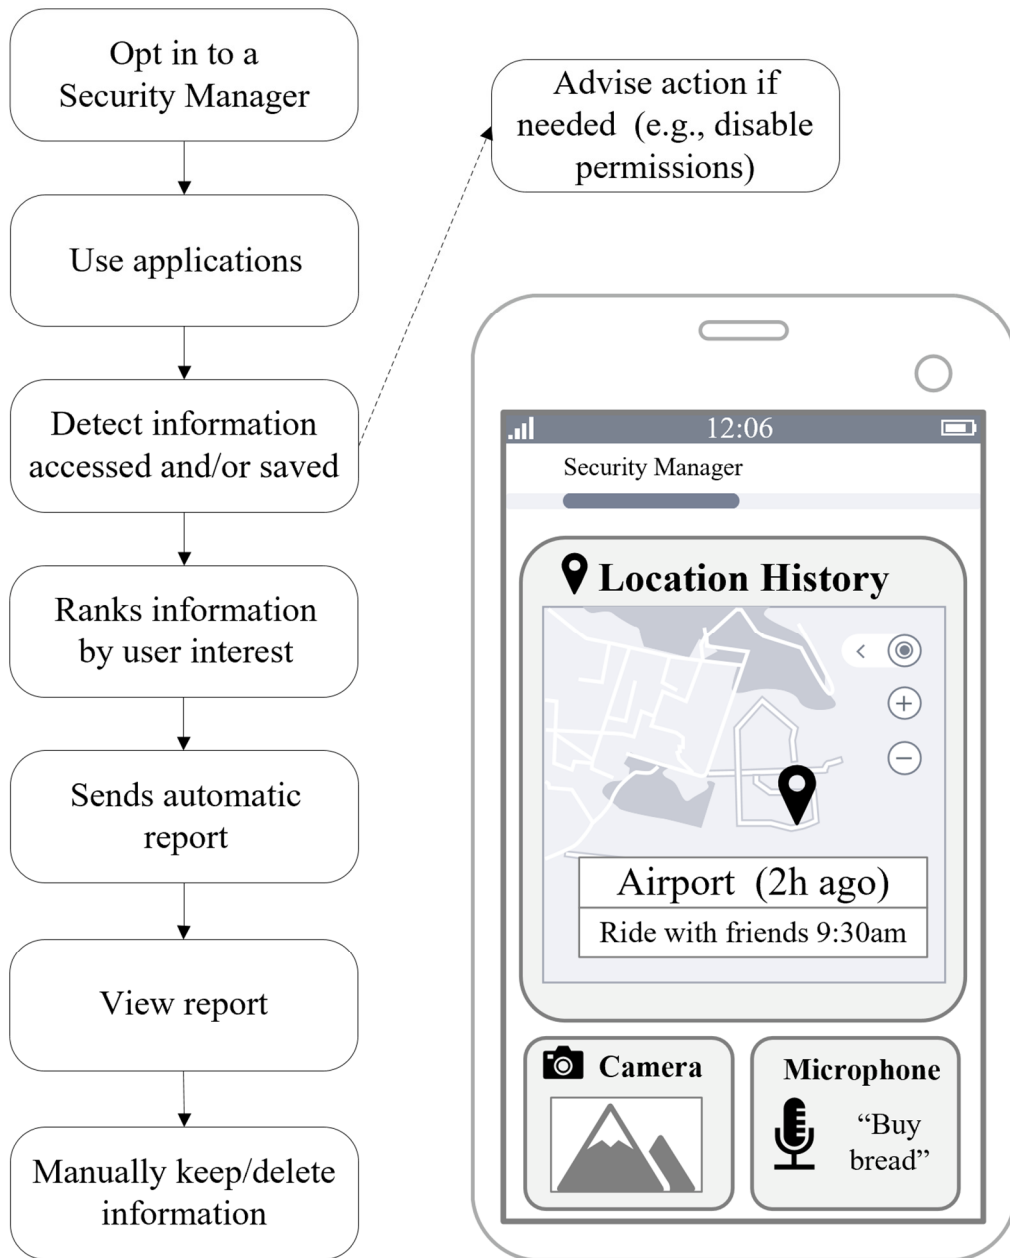 Opt in to a
Security Manager
Use applications
Detect information
accessed and/or saved
Ranks information
by user interest
Sends automatic
report
View report
Manually keep/delete
information
Advise action if
needed (e.g., disable
permissions)
12:06
Security Manager
Location History
Airport (2h ago)
Ride with friends 9:30am
Camera
Microphone
“Buy
bread”